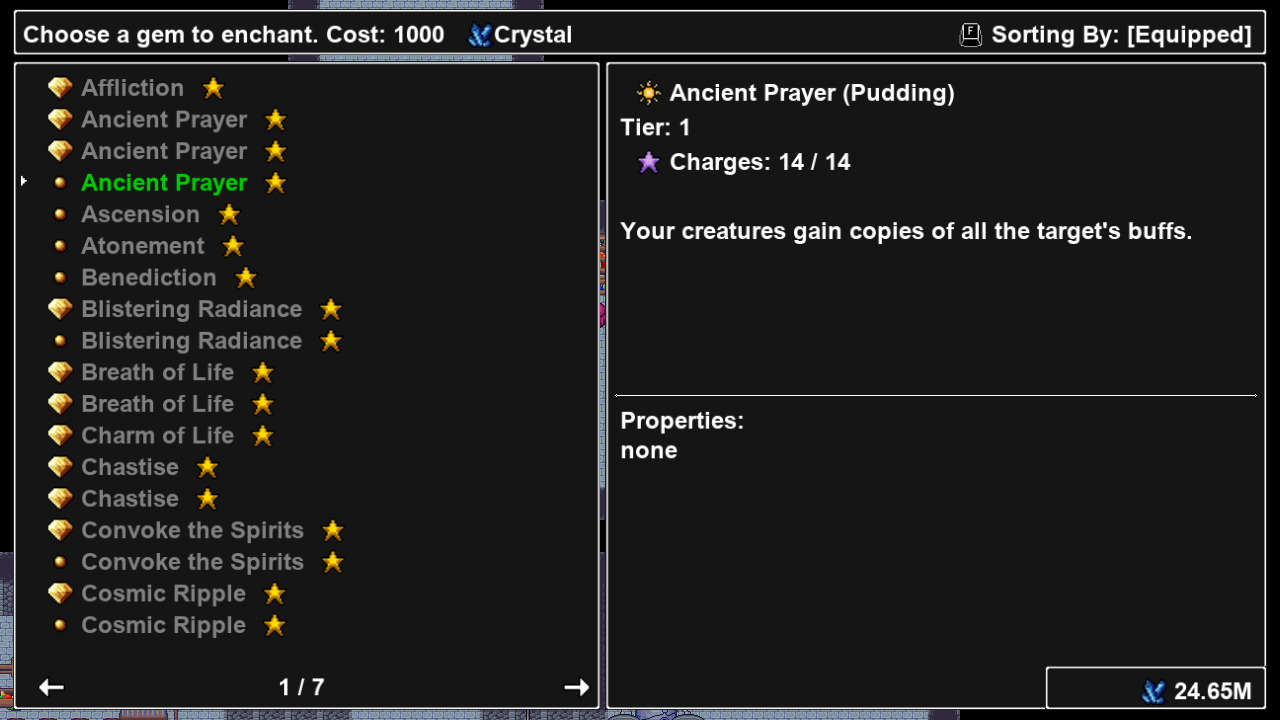 Choose a gem to enchant. Cost: 1000 Crystal
F Sorting By: [Equipped]
Affliction
Ancient Prayer
Ancient Prayer
Ancient Prayer
Ascension
Atonement
Benediction
Blistering Radiance
Blistering Radiance
Breath of Life
Breath of Life
Charm of Life
Chastise
Chastise
Convoke the Spirits
Convoke the Spirits
Cosmic Ripple
Cosmic Ripple
1 / 7
Ancient Prayer (Pudding)
Tier: 1
Charges: 14 / 14
Your creatures gain copies of all the target's buffs.
Properties:
none
24.65M